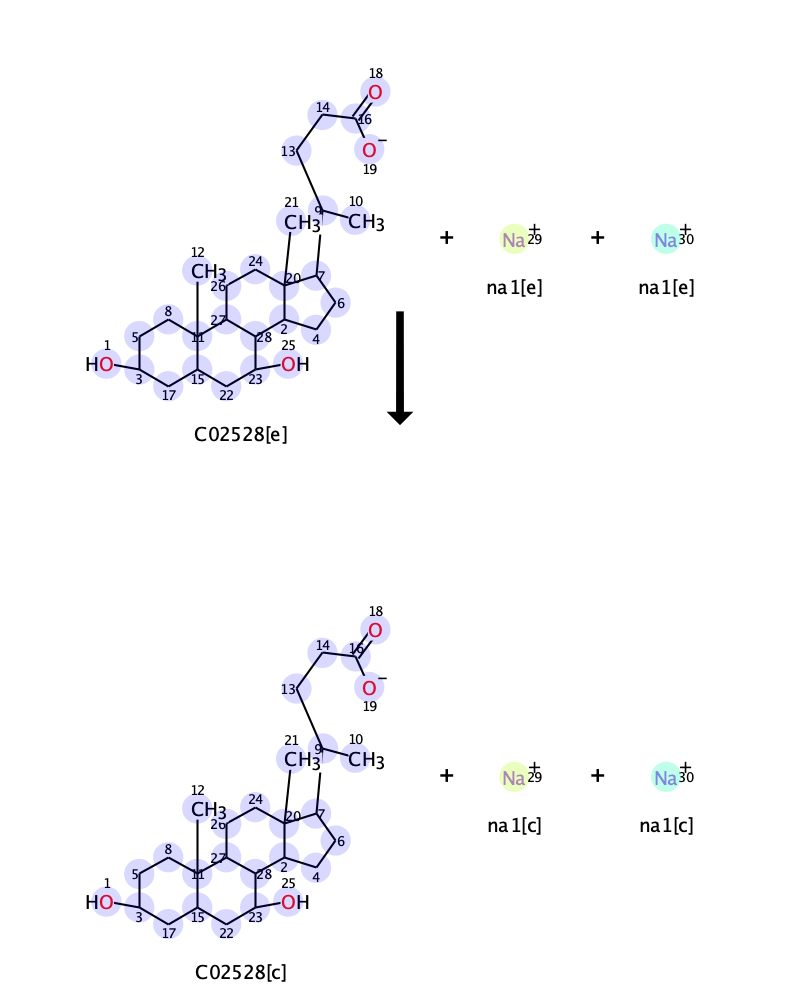 18
O
14
16
13
O −
19
21
9
10
CH3
CH3
+
Na + 29
+
Na + 30
12
CH3
24
26
20
7
na1[e]
na1[e]
8
27
6
5
11
28
2
4
1
25
HO
OH
3
15
23
17
22
C02528[e]
18
O
14
16
13
O −
19
21
9
10
CH3
CH3
+
Na + 29
+
Na + 30
12
CH3
24
26
20
7
na1[c]
na1[c]
8
27
6
5
11
28
2
4
1
25
HO
OH
3
15
23
17
22
C02528[c]